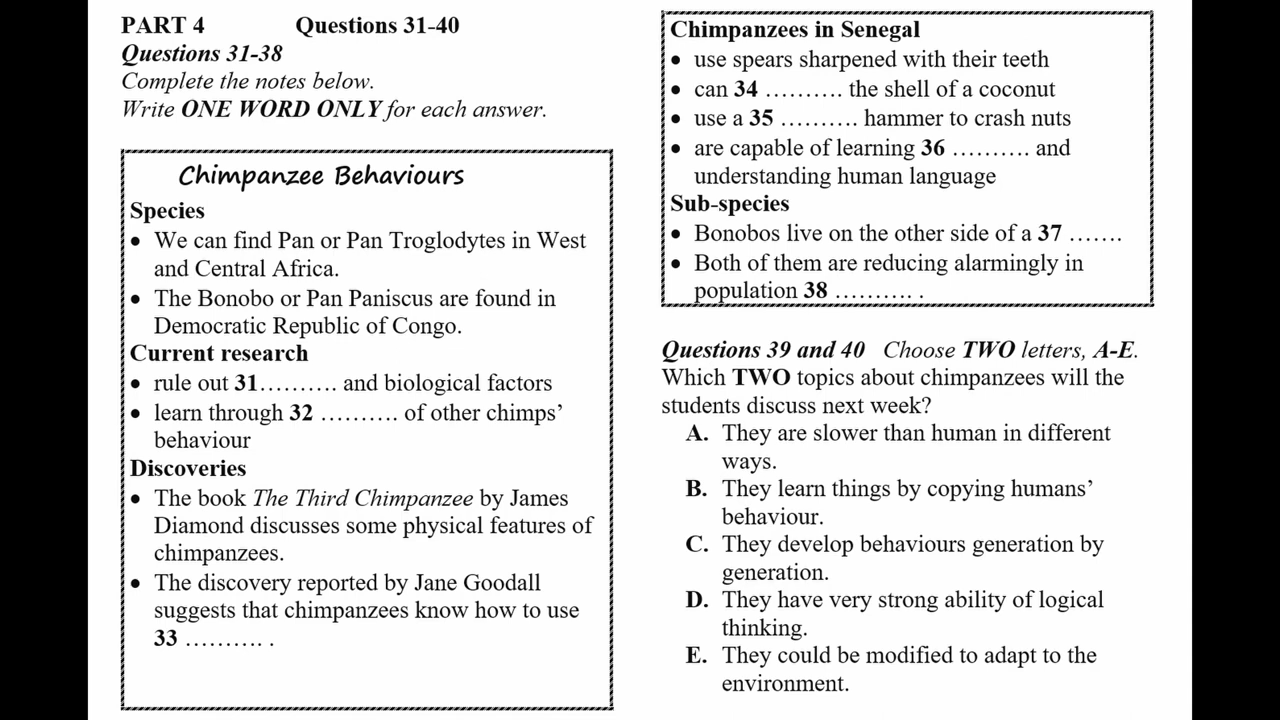 PART 4 Questions 31-40
Questions 31-38
Complete the notes below.
Write ONE WORD ONLY for each answer.
Chimpanzee Behaviours
Species
• We can find Pan or Pan Troglodytes in West
and Central Africa.
• The Bonobo or Pan Paniscus are found in
Democratic Republic of Congo.
Current research
• rule out 31………. and biological factors
• learn through 32 ………. of other chimps’
behaviour
Discoveries
• The book The Third Chimpanzee by James
Diamond discusses some physical features of
chimpanzees.
• The discovery reported by Jane Goodall
suggests that chimpanzees know how to use
33 ………. .
Chimpanzees in Senegal
• use spears sharpened with their teeth
• can 34 ………. the shell of a coconut
• use a 35 ………. hammer to crash nuts
• are capable of learning 36 ………. and
understanding human language
Sub-species
• Bonobos live on the other side of a 37 …….
• Both of them are reducing alarmingly in
population 38 ………. .
Questions 39 and 40 Choose TWO letters, A-E.
Which TWO topics about chimpanzees will the
students discuss next week?
A. They are slower than human in different
ways.
B. They learn things by copying humans’
behaviour.
C. They develop behaviours generation by
generation.
D. They have very strong ability of logical
thinking.
E. They could be modified to adapt to the
environment.